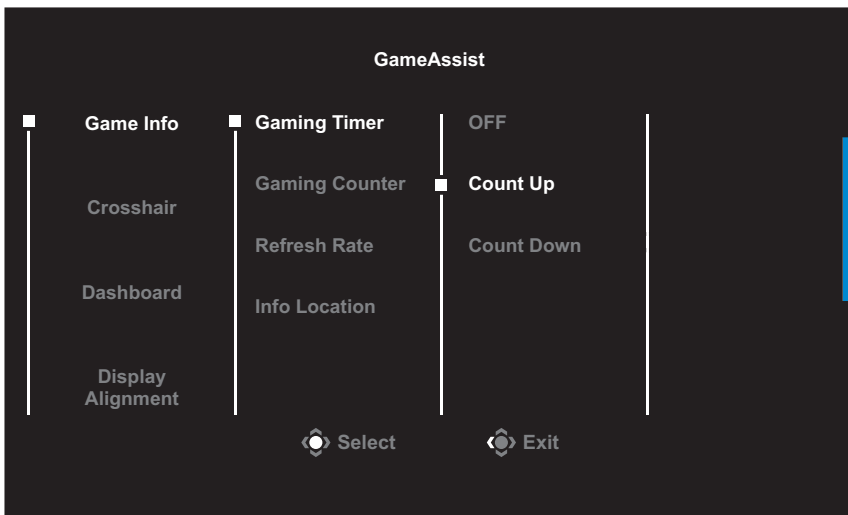 GameAssist
Game Info
Crosshair
Dashboard
Display
Alignment
Gaming Timer
Gaming Counter
Refresh Rate
Info Location
OFF
Count Up
Count Down
Select
Exit